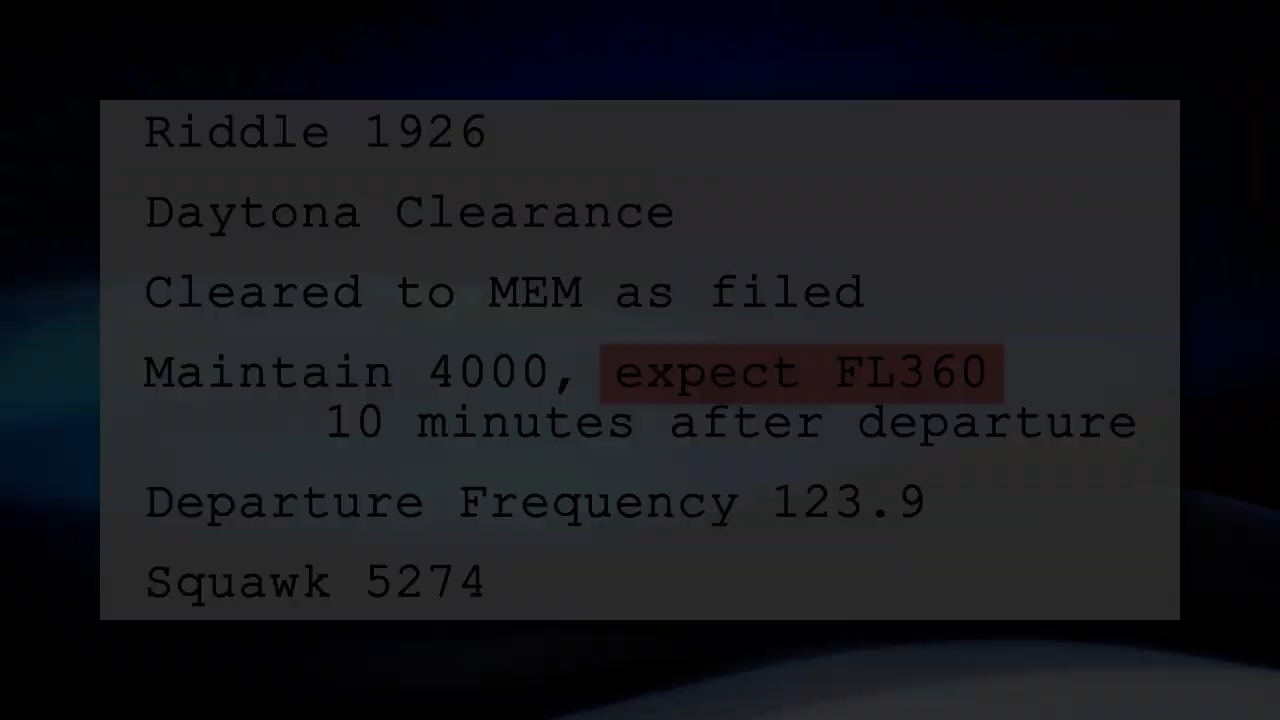 Riddle 1926
Daytona Clearance
Cleared to MEM as filed
Maintain 4000, expect FL360
10 minutes after departure
Departure Frequency 123.9
Squawk 5274